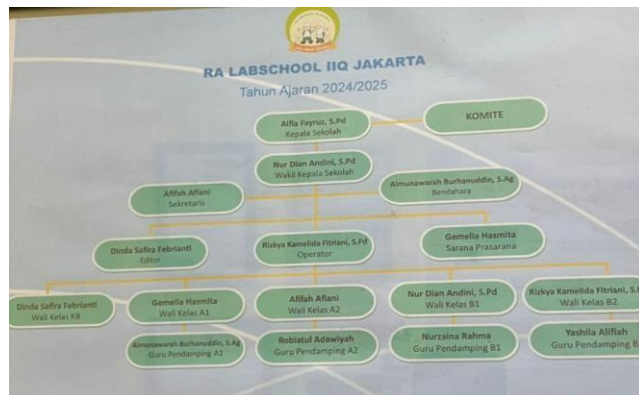 RA LABSCHOOL IIQ JAKARTA
Tahun Ajaran 2024/2025
Alfia Fayruz, S.Pd
Kepala Sekolah
KOMITE
Nur Dian Andini, S.Pd
Wakil Kepala Sekolah
Afifah Afiani
Sekretaris
Almunawarah Burhanuddin, S.Ag
Bendahara
Dinda Safira Febrianti
Editor
Rizkya Kamelida Fitriani, S.Pd
Operator
Gemelia Hasmita
Sarana Prasarana
Dinda Safira Febrianti
Wali Kelas KB
Gemelia Hasmita
Wali Kelas A1
Afifah Afiani
Wali Kelas A2
Nur Dian Andini, S.Pd
Wali Kelas B1
Rizkya Kamelida Fitriani, S.
Wali Kelas B2
Almunawarah Burhanuddin, S.Ag
Guru Pendamping A1
Robiatul Adawiyah
Guru Pendamping A2
Nurzaina Rahma
Guru Pendamping B1
Yashila Alifiah
Guru Pendamping B